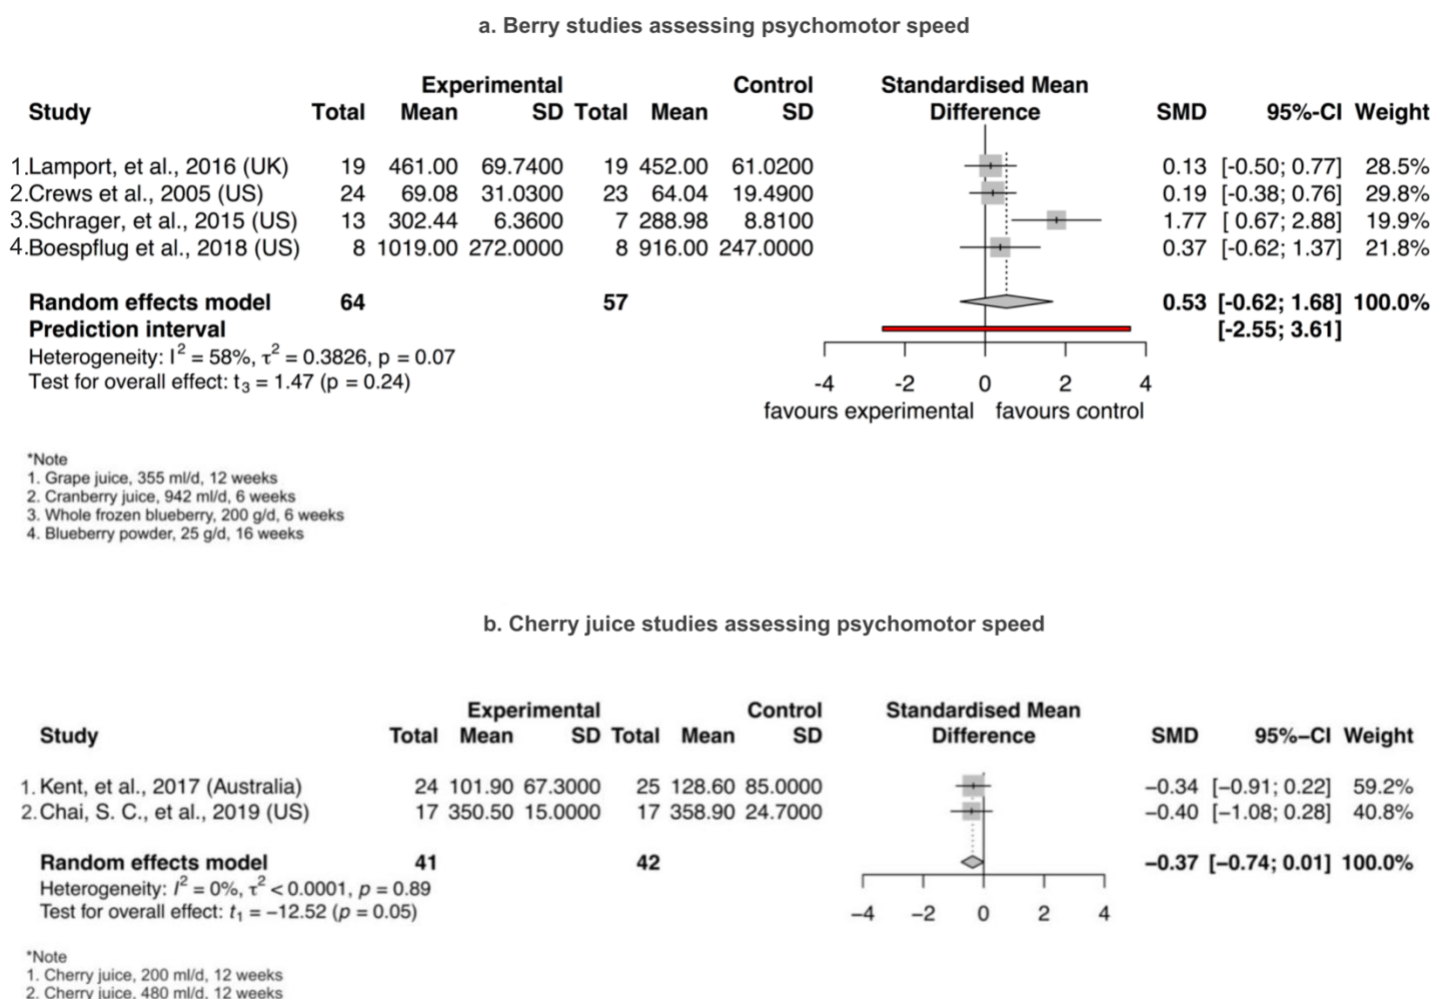 a. Berry studies assessing psychomotor speed
Experimental Control Standardised Mean
Study Total Mean SD Total Mean SD Difference SMD 95%-CI Weight
1.Lamport, et al., 2016 (UK) 19 461.00 69.7400 19 452.00 61.0200 0.13 [-0.50; 0.77] 28.5%
2.Crews et al., 2005 (US) 24 69.08 31.0300 23 64.04 19.4900 0.19 [-0.38; 0.76] 29.8%
3.Schrager, et al., 2015 (US) 13 302.44 6.3600 7 288.98 8.8100 1.77 [ 0.67; 2.88] 19.9%
4.Boespflug et al., 2018 (US) 8 1019.00 272.0000 8 916.00 247.0000 0.37 [-0.62; 1.37] 21.8%
Random effects model 64 57 0.53 [-0.62; 1.68] 100.0%
Prediction interval [-2.55; 3.61]
Heterogeneity: I² = 58%, τ² = 0.3826, p = 0.07
Test for overall effect: t₃ = 1.47 (p = 0.24)
-4 -2 0 2 4
favours experimental favours control
*Note
1. Grape juice, 355 ml/d, 12 weeks
2. Cranberry juice, 942 ml/d, 6 weeks
3. Whole frozen blueberry, 200 g/d, 6 weeks
4. Blueberry powder, 25 g/d, 16 weeks
b. Cherry juice studies assessing psychomotor speed
Experimental Control Standardised Mean
Study Total Mean SD Total Mean SD Difference SMD 95%−CI Weight
1. Kent, et al., 2017 (Australia) 24 101.90 67.3000 25 128.60 85.0000 −0.34 [−0.91; 0.22] 59.2%
2.Chai, S. C., et al., 2019 (US) 17 350.50 15.0000 17 358.90 24.7000 −0.40 [−1.08; 0.28] 40.8%
Random effects model 41 42 −0.37 [−0.74; 0.01] 100.0%
Heterogeneity: I² = 0%, τ² < 0.0001, p = 0.89
Test for overall effect: t₁ = −12.52 (p = 0.05)
−4 −2 0 2 4
*Note
1. Cherry juice, 200 ml/d, 12 weeks
2. Cherry juice, 480 ml/d, 12 weeks